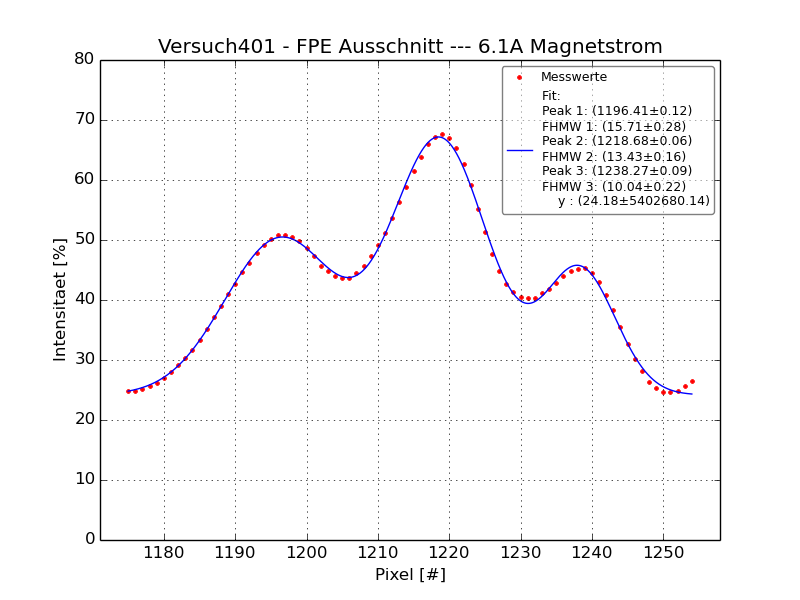 Versuch401 - FPE Ausschnitt --- 6.1A Magnetstrom
80
70
60
50
40
30
20
10
0
Intensitaet [%]
Messwerte
Fit:
Peak 1: (1196.41±0.12)
FHMW 1: (15.71±0.28)
Peak 2: (1218.68±0.06)
FHMW 2: (13.43±0.16)
Peak 3: (1238.27±0.09)
FHMW 3: (10.04±0.22)
y : (24.18±5402680.14)
1180 1190 1200 1210 1220 1230 1240 1250
Pixel [#]